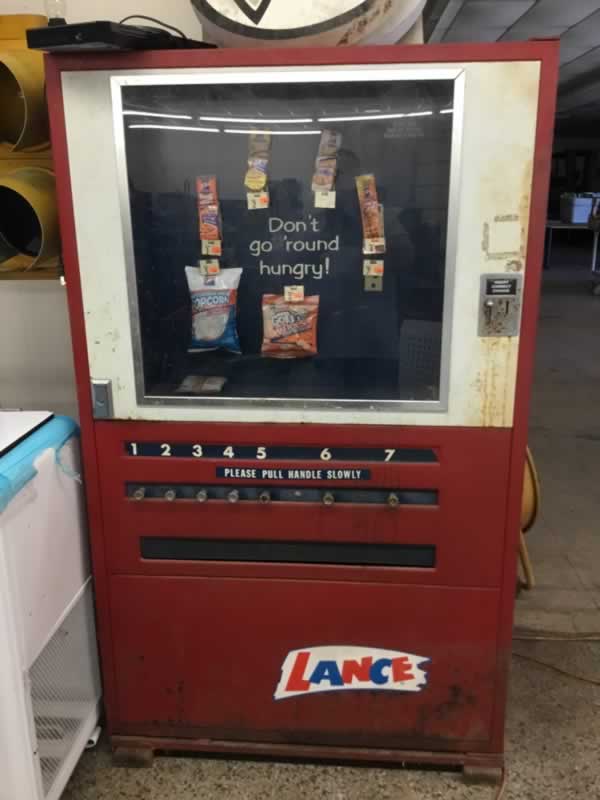 Don't
go 'round
hungry!
POPCORN
1 2 3 4 5 6 7
PLEASE PULL HANDLE SLOWLY
LANCE